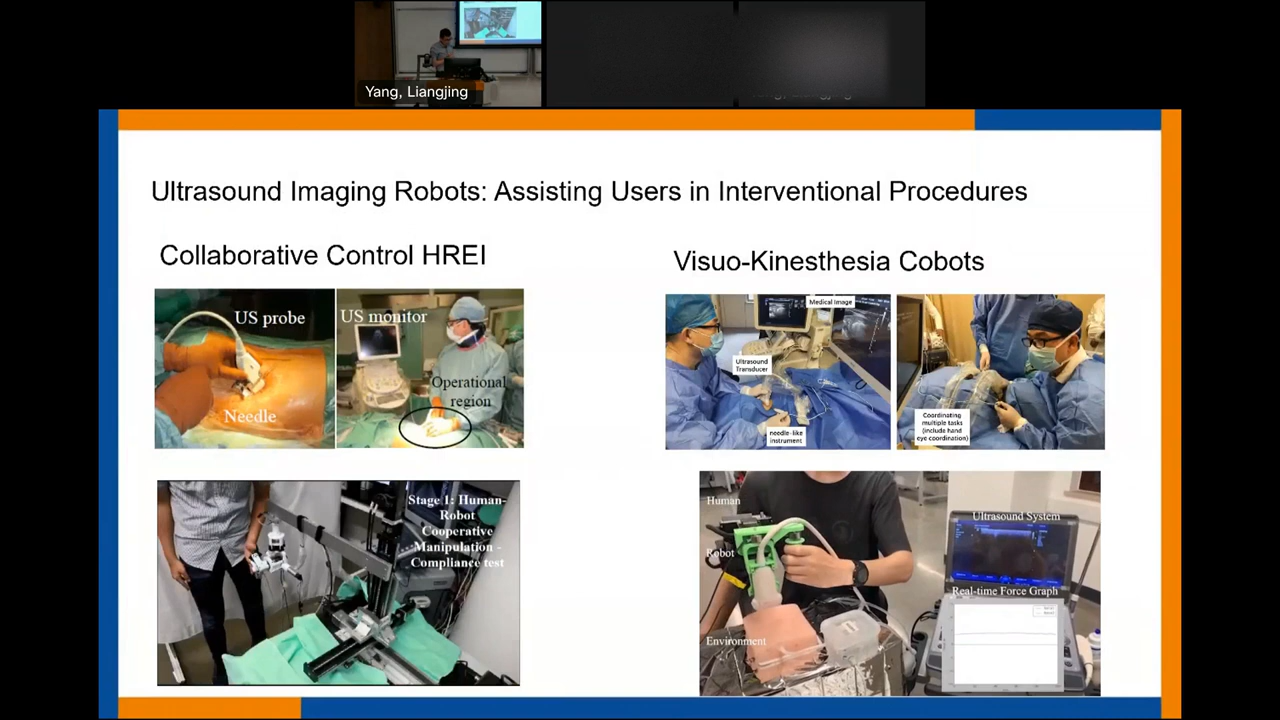 Yang, Liangjing
Ultrasound Imaging Robots: Assisting Users in Interventional Procedures
Collaborative Control HREI
US probe
Needle
US monitor
Operational
region
Stage 1: Human-
Robot
Cooperative
Manipulation -
Compliance test
Visuo-Kinesthesia Cobots
Medical Image
Ultrasound
Transducer
needle-like
instrument
Coordinating
multiple tasks
(include hand
eye coordination)
Human
Robot
Environment
Ultrasound System
Real-time Force Graph